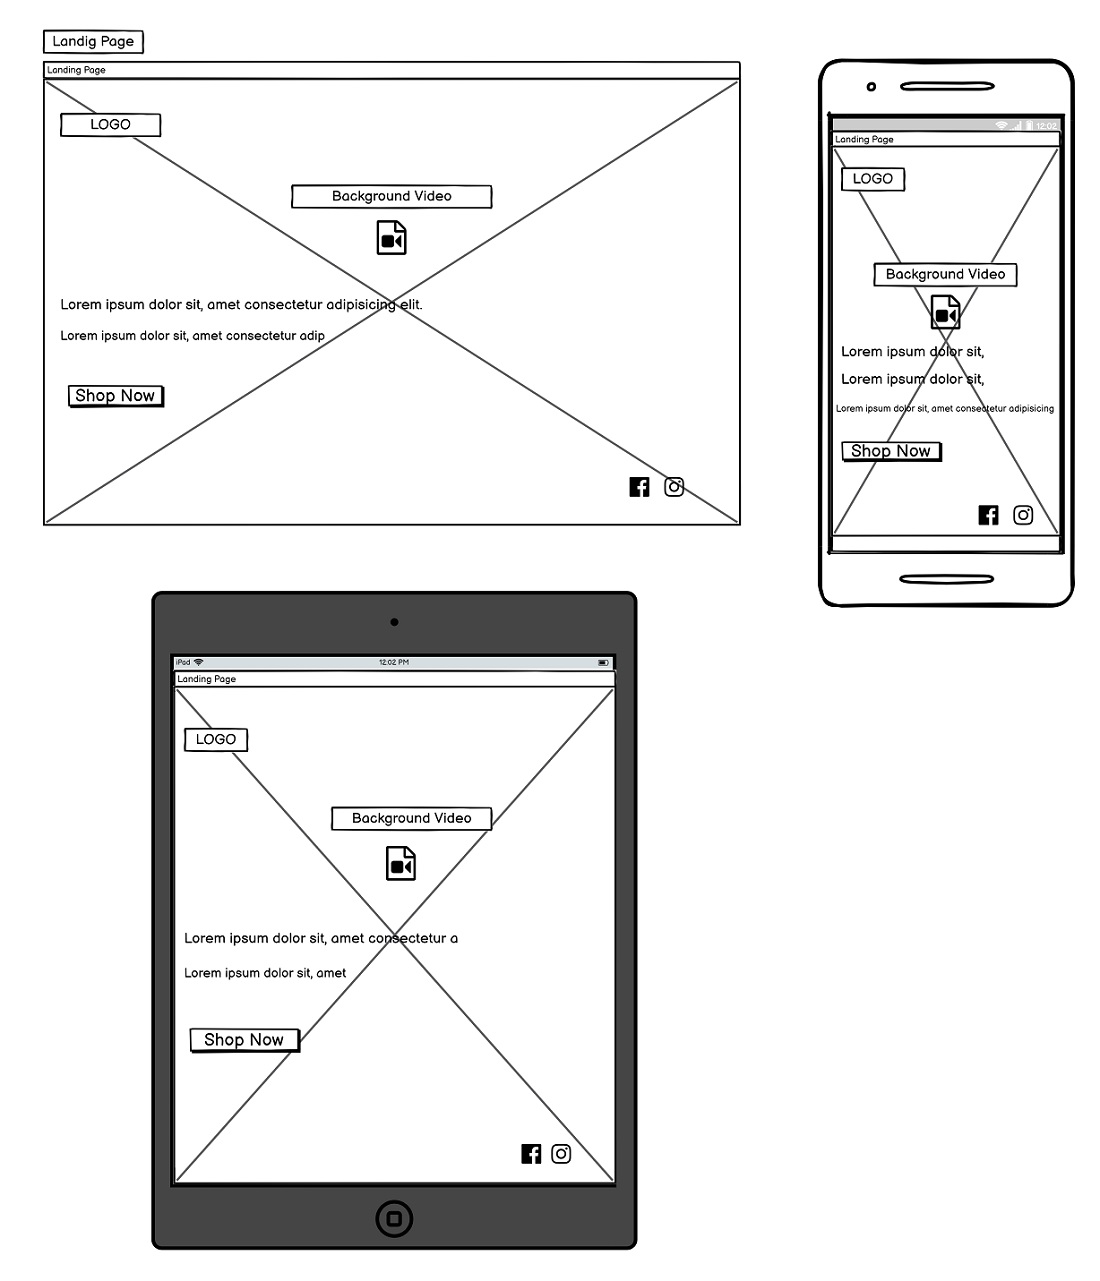 Landig Page
Landing Page
LOGO
Background Video
Lorem ipsum dolor sit, amet consectetur adipisicing elit.
Lorem ipsum dolor sit, amet consectetur adip
Shop Now
12:02
Landing Page
LOGO
Background Video
Lorem ipsum dolor sit,
Lorem ipsum dolor sit,
Lorem ipsum dolor sit, amet consectetur adipisicing
Shop Now
iPad 12:02 PM
Landing Page
LOGO
Background Video
Lorem ipsum dolor sit, amet consectetur a
Lorem ipsum dolor sit, amet
Shop Now